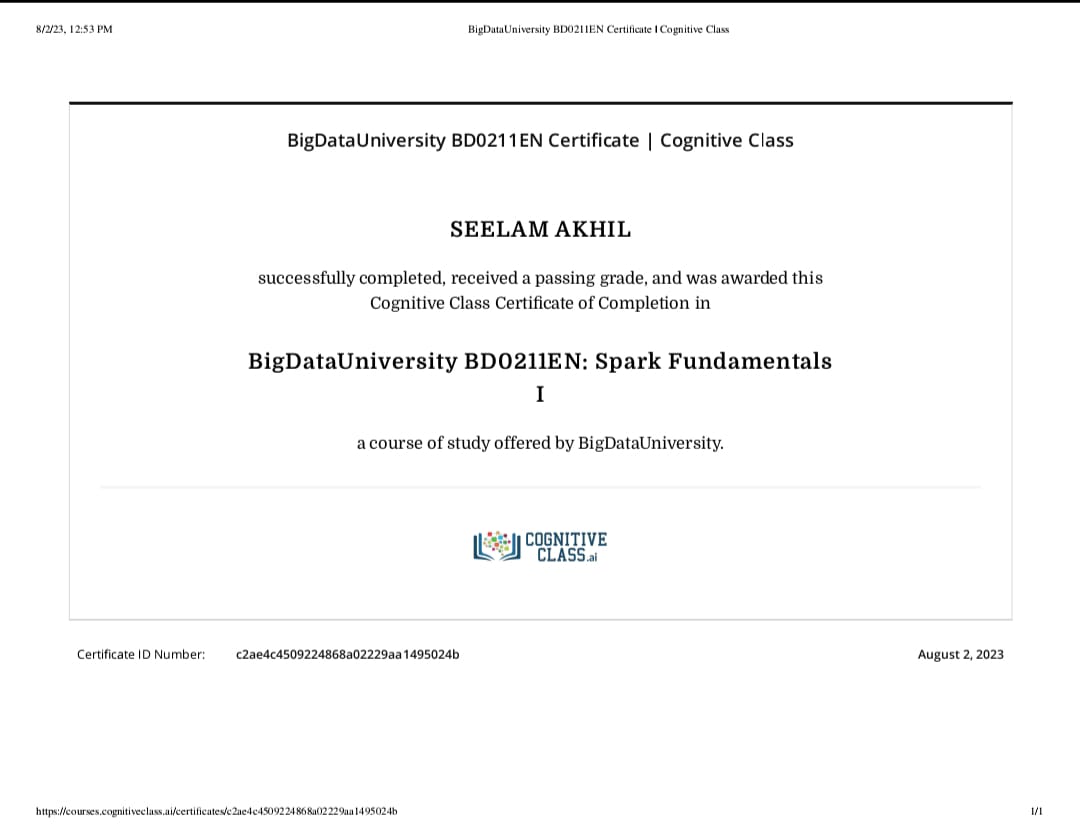 8/2/23, 12:53 PM BigDataUniversity BD0211EN Certificate | Cognitive Class
BigDataUniversity BD0211EN Certificate | Cognitive Class
SEELAM AKHIL
successfully completed, received a passing grade, and was awarded this
Cognitive Class Certificate of Completion in
BigDataUniversity BD0211EN: Spark Fundamentals
I
a course of study offered by BigDataUniversity.
COGNITIVE
CLASS.ai
Certificate ID Number: c2ae4c4509224868a02229aa1495024b August 2, 2023
https://courses.cognitiveclass.ai/certificates/c2ae4c4509224868a02229aa1495024b 1/1